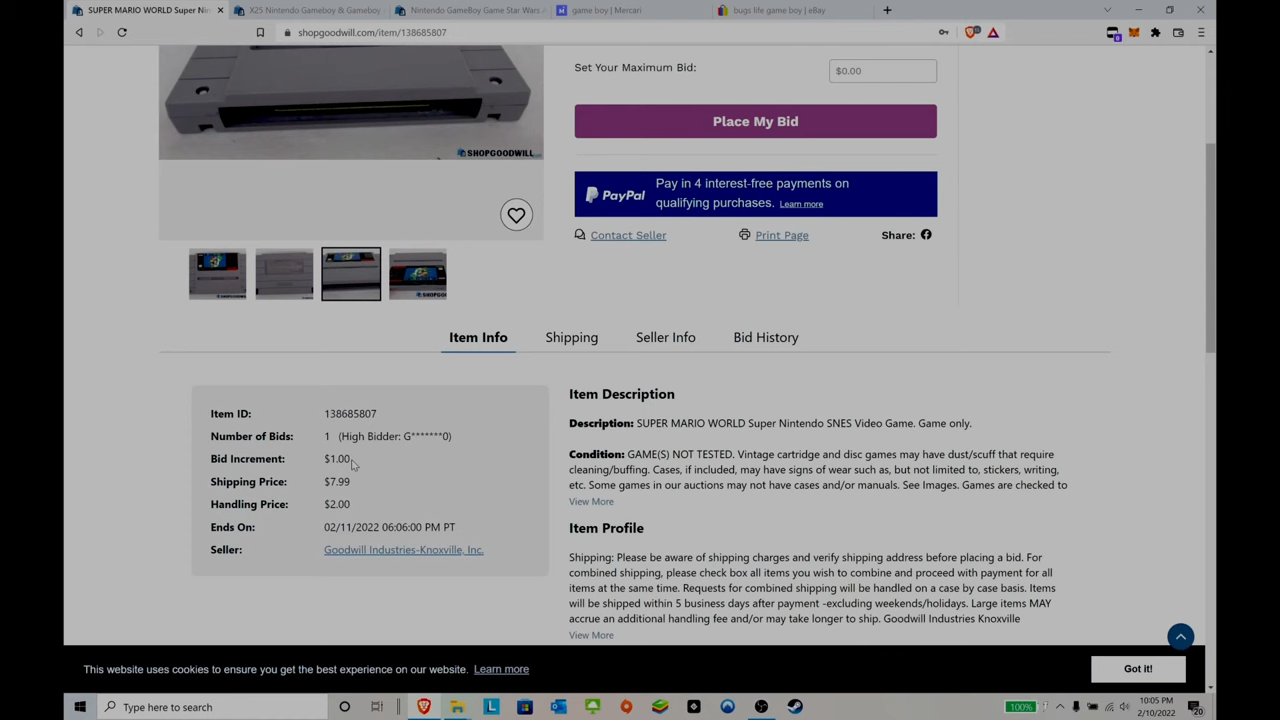 SUPER MARIO WORLD Super Nin
X25 Nintendo Gameboy & Gameboy
Nintendo GameBoy Game Star Wars
game boy | Mercari
bugs life game boy | eBay
shopgoodwill.com/item/138685807
Set Your Maximum Bid:
$0.00
Place My Bid
SHOPGOODWILL
PayPal
Pay in 4 interest-free payments on
qualifying purchases. Learn more
Contact Seller
Print Page
Share:
Item Info
Shipping
Seller Info
Bid History
Item ID: 138685807
Number of Bids: 1 (High Bidder: G*******0)
Bid Increment: $1.00
Shipping Price: $7.99
Handling Price: $2.00
Ends On: 02/11/2022 06:06:00 PM PT
Seller: Goodwill Industries-Knoxville, Inc.
Item Description
Description: SUPER MARIO WORLD Super Nintendo SNES Video Game. Game only.
Condition: GAME(S) NOT TESTED. Vintage cartridge and disc games may have dust/scuff that require
cleaning/buffing. Cases, if included, may have signs of wear such as, but not limited to, stickers, writing,
etc. Some games in our auctions may not have cases and/or manuals. See Images. Games are checked to
View More
Item Profile
Shipping: Please be aware of shipping charges and verify shipping address before placing a bid. For
combined shipping, please check box all items you wish to combine and proceed with payment for all
items at the same time. Requests for combined shipping will be handled on a case by case basis. Items
will be shipped within 5 business days after payment -excluding weekends/holidays. Large items MAY
accrue an additional handling fee and/or may take longer to ship. Goodwill Industries Knoxville
View More
This website uses cookies to ensure you get the best experience on our website. Learn more
Got it!
Type here to search
100%
10:05 PM
2/10/2022
20